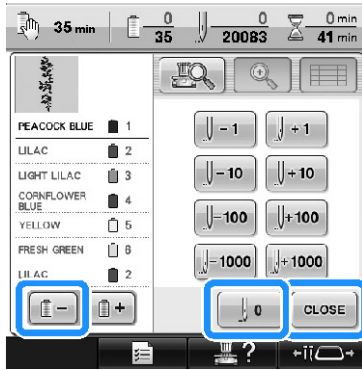 35 min 0 35 0 20083 0 min 41 min
PEACOCK BLUE 1
LILAC 2
LIGHT LILAC 3
CORNFLOWER BLUE 4
YELLOW 5
FRESH GREEN 6
LILAC 2
-1 +1
-10 +10
-100 +100
-1000 +1000
- + 0 CLOSE
?